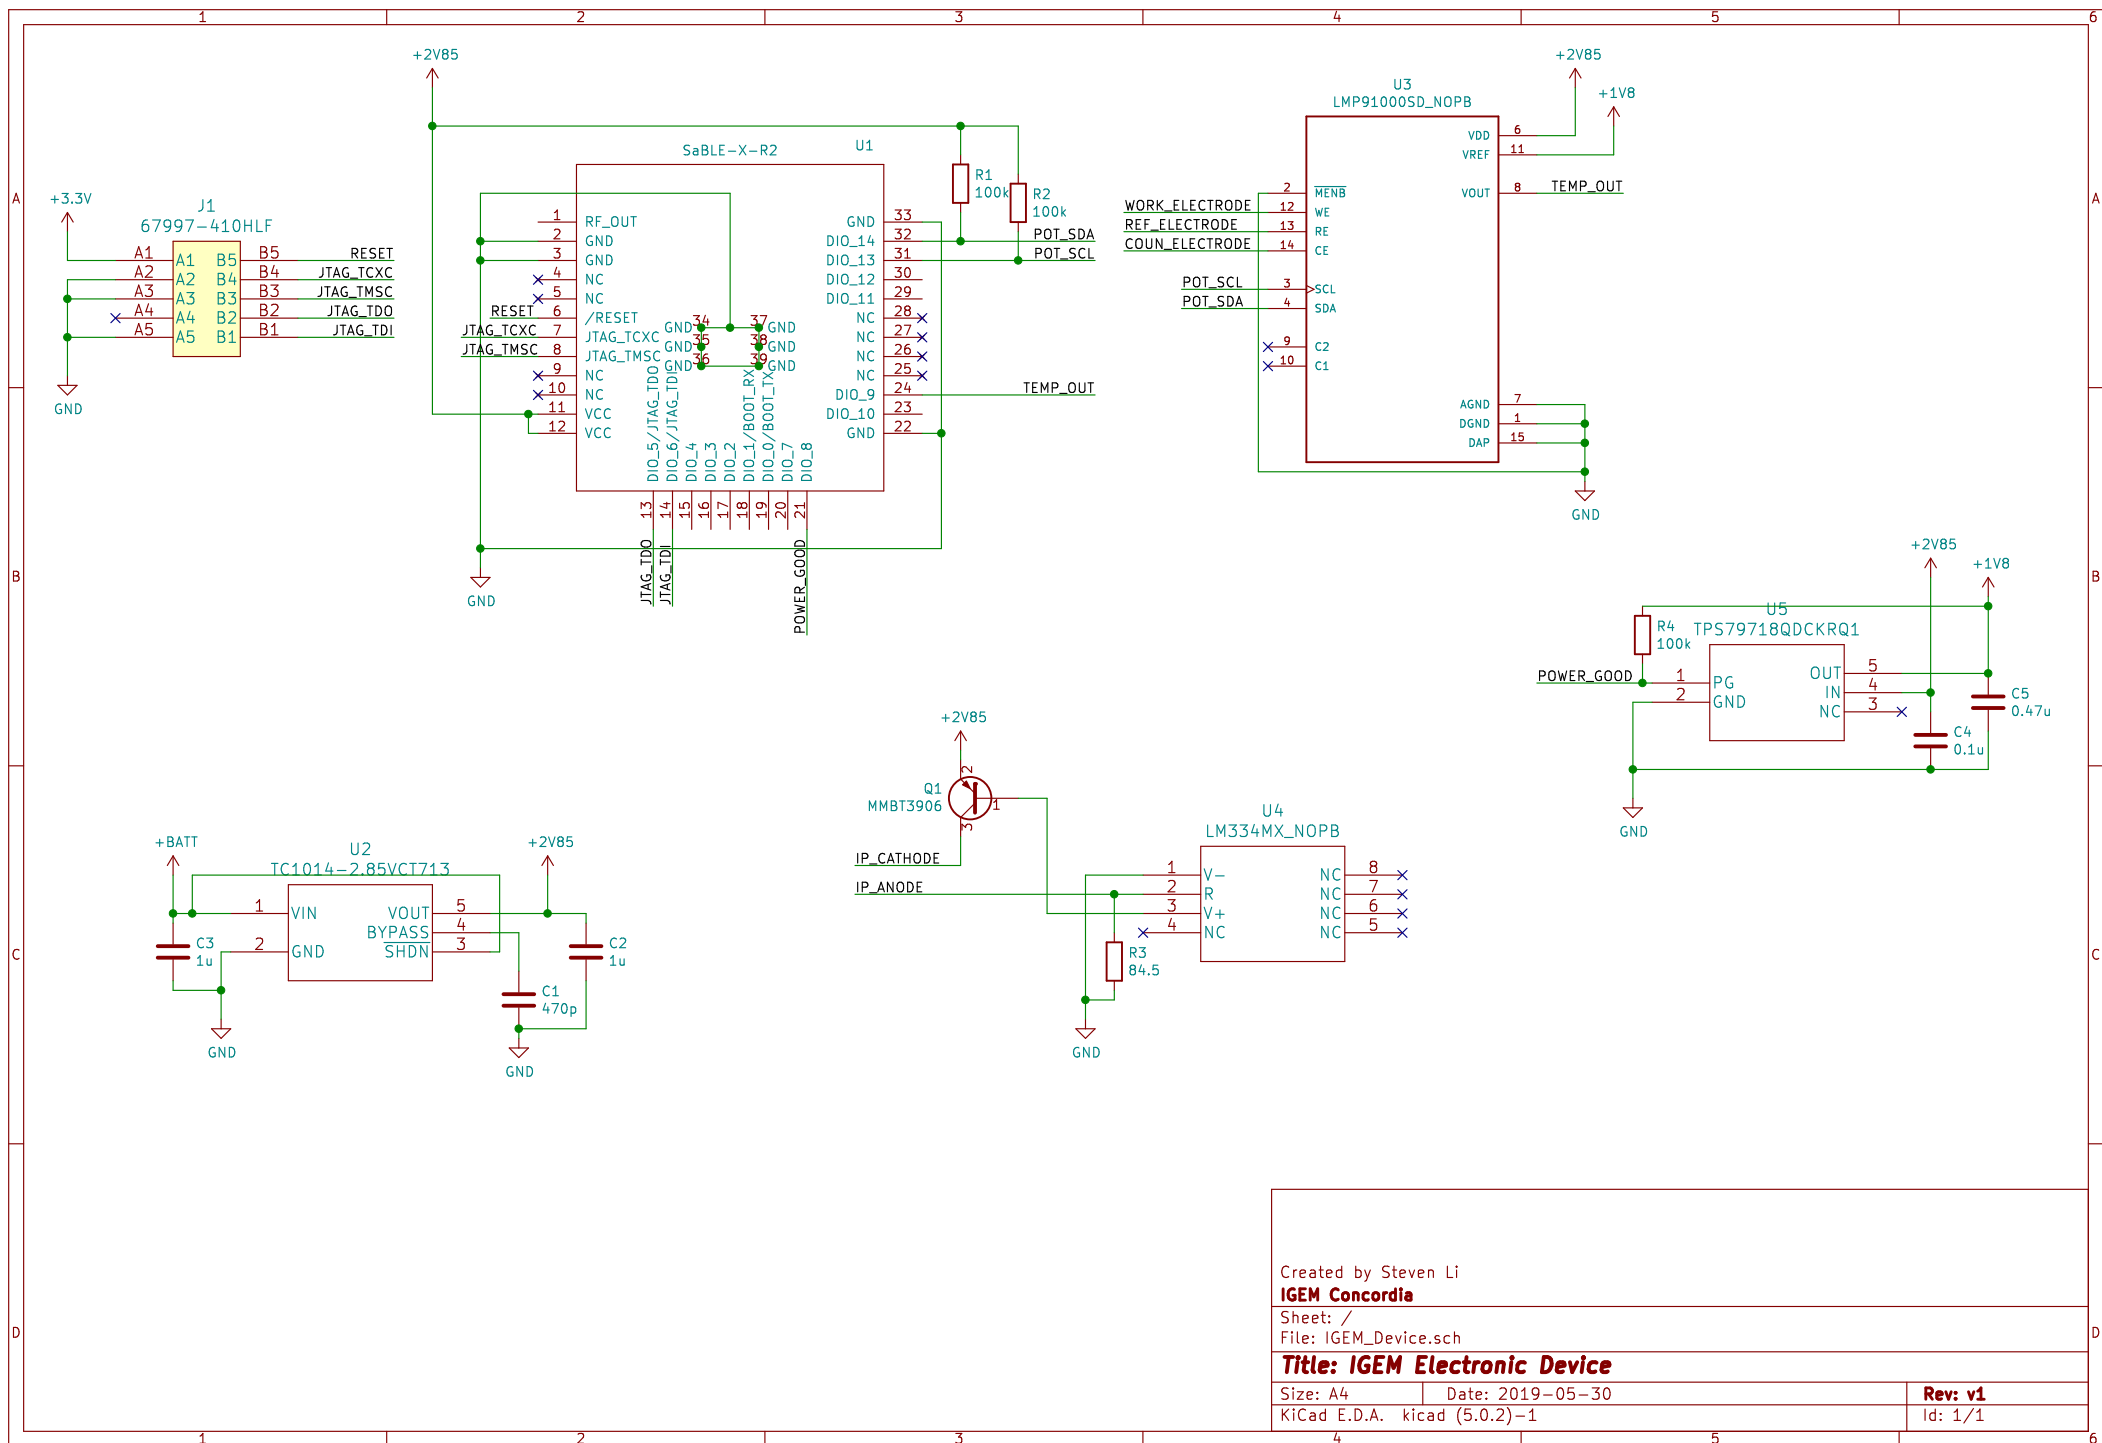 1 2 3 4 5 6
A
B
C
D
+3.3V
J1
67997-410HLF
A1 A1 B5 B5 RESET
A2 A2 B4 B4 JTAG_TCXC
A3 A3 B3 B3 JTAG_TMSC
A4 A4 B2 B2 JTAG_TDO
A5 A5 B1 B1 JTAG_TDI
GND
+2V85
SaBLE-X-R2
U1
1 RF_OUT
2 GND
3 GND
4 NC
5 NC
RESET 6 /RESET
JTAG_TCXC 7 JTAG_TCXC
JTAG_TMSC 8 JTAG_TMSC
9 NC
10 NC
11 VCC
12 VCC
GND 34 37 GND
GND 35 38 GND
GND 36 39 GND
GND 33
DIO_14 32 POT_SDA
DIO_13 31 POT_SCL
DIO_12 30
DIO_11 29
NC 28
NC 27
NC 26
NC 25
DIO_9 24 TEMP_OUT
DIO_10 23
GND 22
DIO_5/JTAG_TDO 13 JTAG_TDO
DIO_6/JTAG_TDI 14 JTAG_TDI
DIO_4 15
DIO_3 16
DIO_2 17
DIO_1/BOOT_RX 18
DIO_0/BOOT_TX 19
DIO_7 20
DIO_8 21 POWER_GOOD
GND
R1
100k
R2
100k
U3
LMP91000SD_NOPB
+2V85
+1V8
VDD 6
VREF 11
VOUT 8 TEMP_OUT
2 MENB
WORK_ELECTRODE 12 WE
REF_ELECTRODE 13 RE
COUN_ELECTRODE 14 CE
POT_SCL 3 SCL
POT_SDA 4 SDA
9 C2
10 C1
AGND 7
DGND 1
DAP 15
GND
+2V85
+1V8
U5
TPS79718QDCKRQ1
R4
100k
POWER_GOOD 1 PG
2 GND
OUT 5
IN 4
NC 3
C5
0.47u
C4
0.1u
GND
+2V85
Q1
MMBT3906
2
1
3
IP_CATHODE
IP_ANODE
U4
LM334MX_NOPB
1 V- NC 8
2 R NC 7
3 V+ NC 6
4 NC NC 5
R3
84.5
GND
+BATT
U2
TC1014-2.85VCT713
+2V85
1 VIN VOUT 5
BYPASS 4
2 GND SHDN 3
C3
1u
C2
1u
C1
470p
GND
GND
Created by Steven Li
IGEM Concordia
Sheet: /
File: IGEM_Device.sch
Title: IGEM Electronic Device
Size: A4 Date: 2019-05-30 Rev: v1
KiCad E.D.A. kicad (5.0.2)-1 Id: 1/1
A
B
C
D
1 2 3 4 5 6